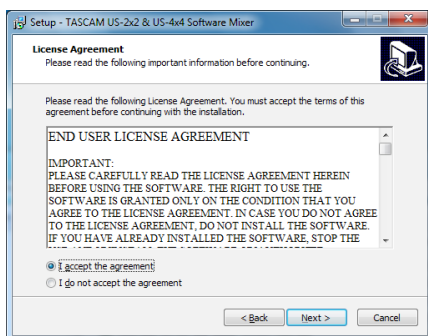 Setup - TASCAM US-2x2 & US-4x4 Software Mixer
License Agreement
Please read the following important information before continuing.
Please read the following License Agreement. You must accept the terms of this
agreement before continuing with the installation.
END USER LICENSE AGREEMENT
IMPORTANT:
PLEASE CAREFULLY READ THE LICENSE AGREEMENT HEREIN
BEFORE USING THE SOFTWARE. THE RIGHT TO USE THE
SOFTWARE IS GRANTED ONLY ON THE CONDITION THAT YOU
AGREE TO THE LICENSE AGREEMENT. IN CASE YOU DO NOT AGREE
TO THE LICENSE AGREEMENT, DO NOT INSTALL THE SOFTWARE.
IF YOU HAVE ALREADY INSTALLED THE SOFTWARE, STOP THE
I accept the agreement
I do not accept the agreement
< Back
Next >
Cancel